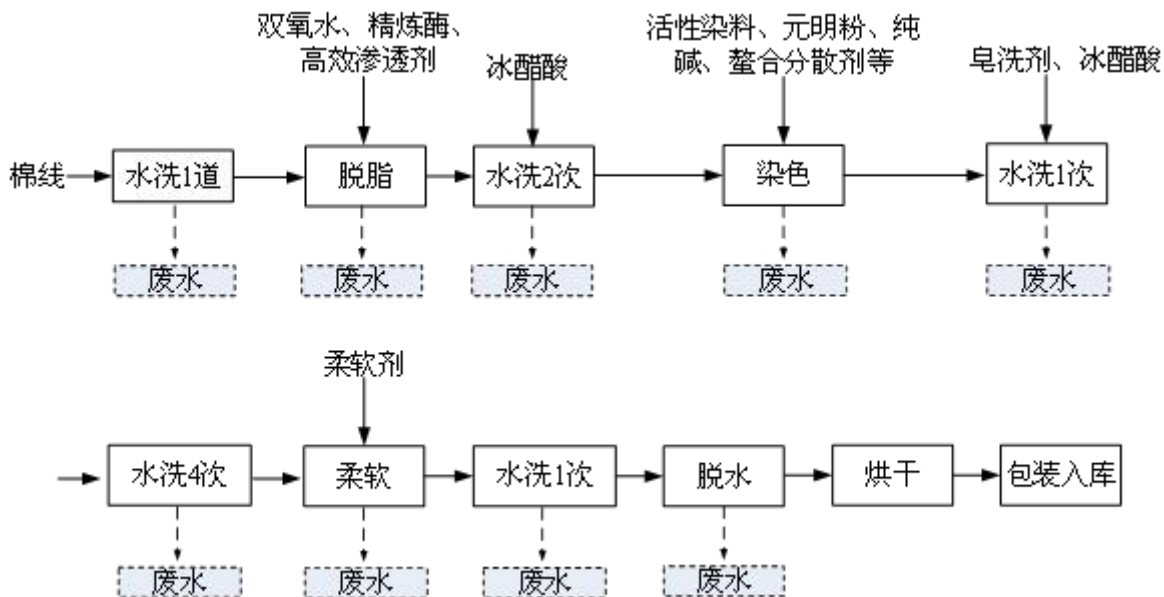 双氧水、精炼酶、
高效渗透剂
冰醋酸
活性染料、元明粉、纯
碱、螯合分散剂等
皂洗剂、冰醋酸
棉线
水洗1道
脱脂
水洗2次
染色
水洗1次
废水
废水
废水
废水
废水
柔软剂
水洗4次
柔软
水洗1次
脱水
烘干
包装入库
废水
废水
废水
废水